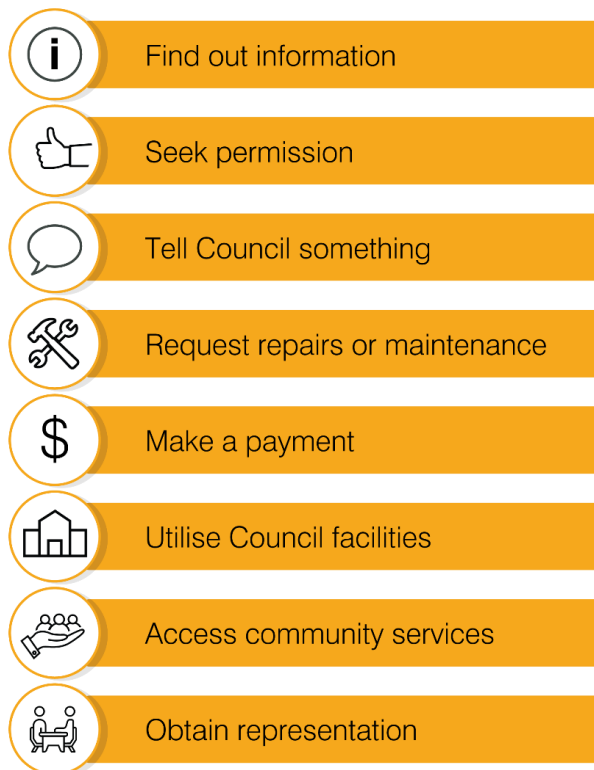 i
Find out information
Seek permission
Tell Council something
Request repairs or maintenance
$
Make a payment
Utilise Council facilities
Access community services
Obtain representation